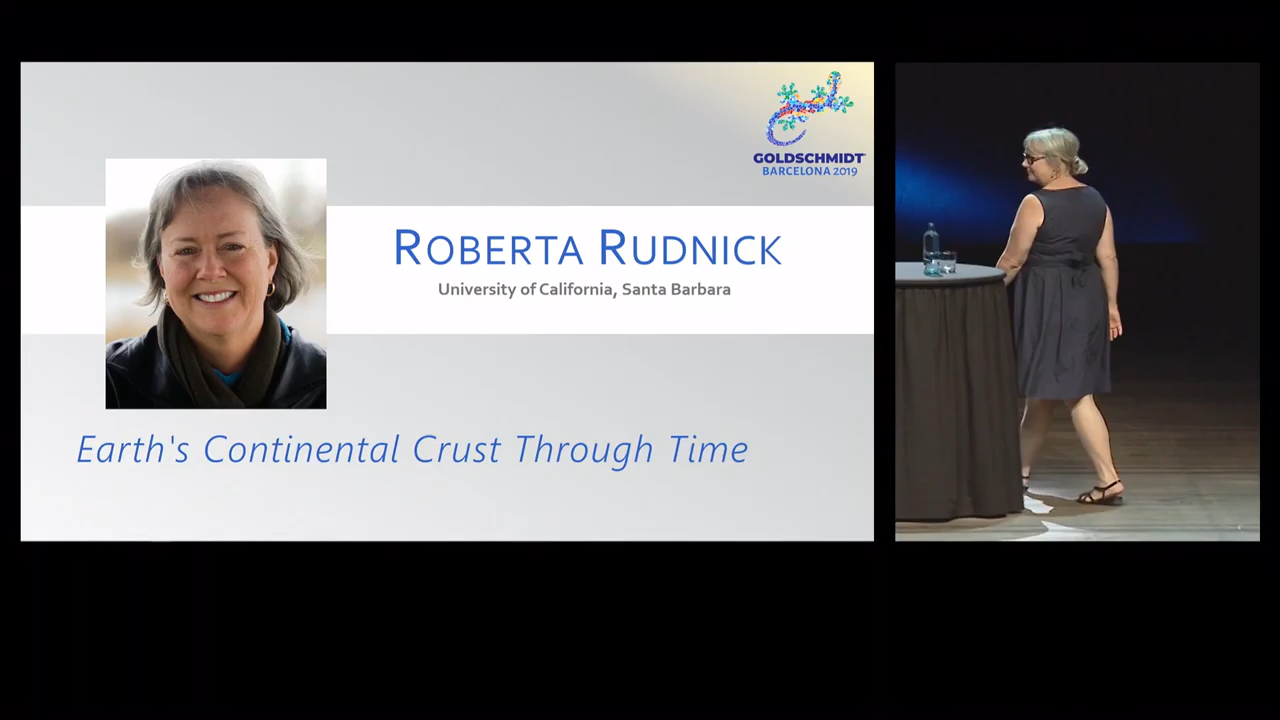 GOLDSCHMIDT
BARCELONA 2019
ROBERTA RUDNICK
University of California, Santa Barbara
Earth's Continental Crust Through Time